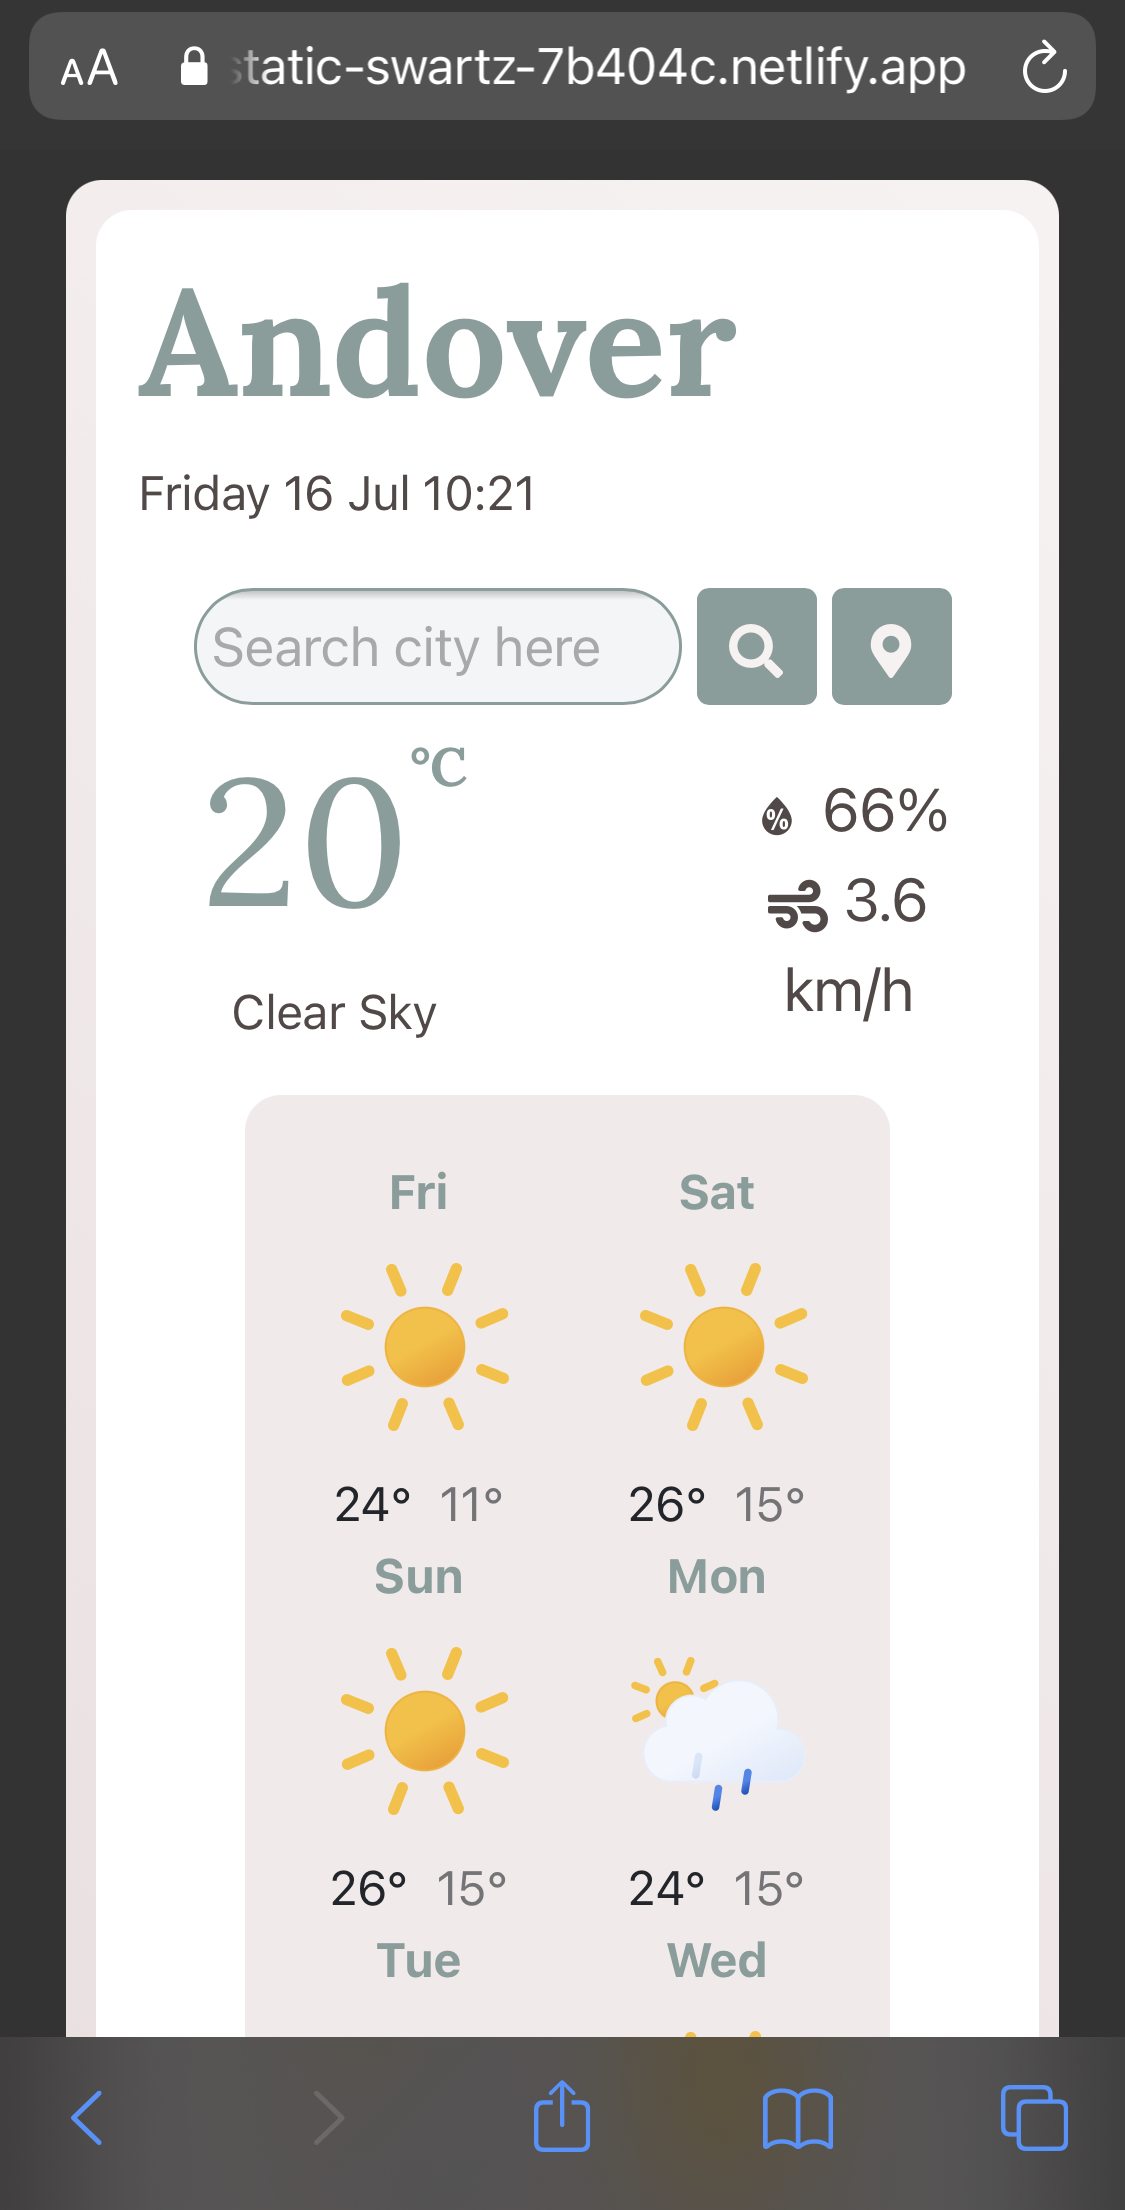 AA static-swartz-7b404c.netlify.app
Andover
Friday 16 Jul 10:21
Search city here
20 °C
66%
3.6
km/h
Clear Sky
Fri Sat
24° 11° 26° 15°
Sun Mon
26° 15° 24° 15°
Tue Wed